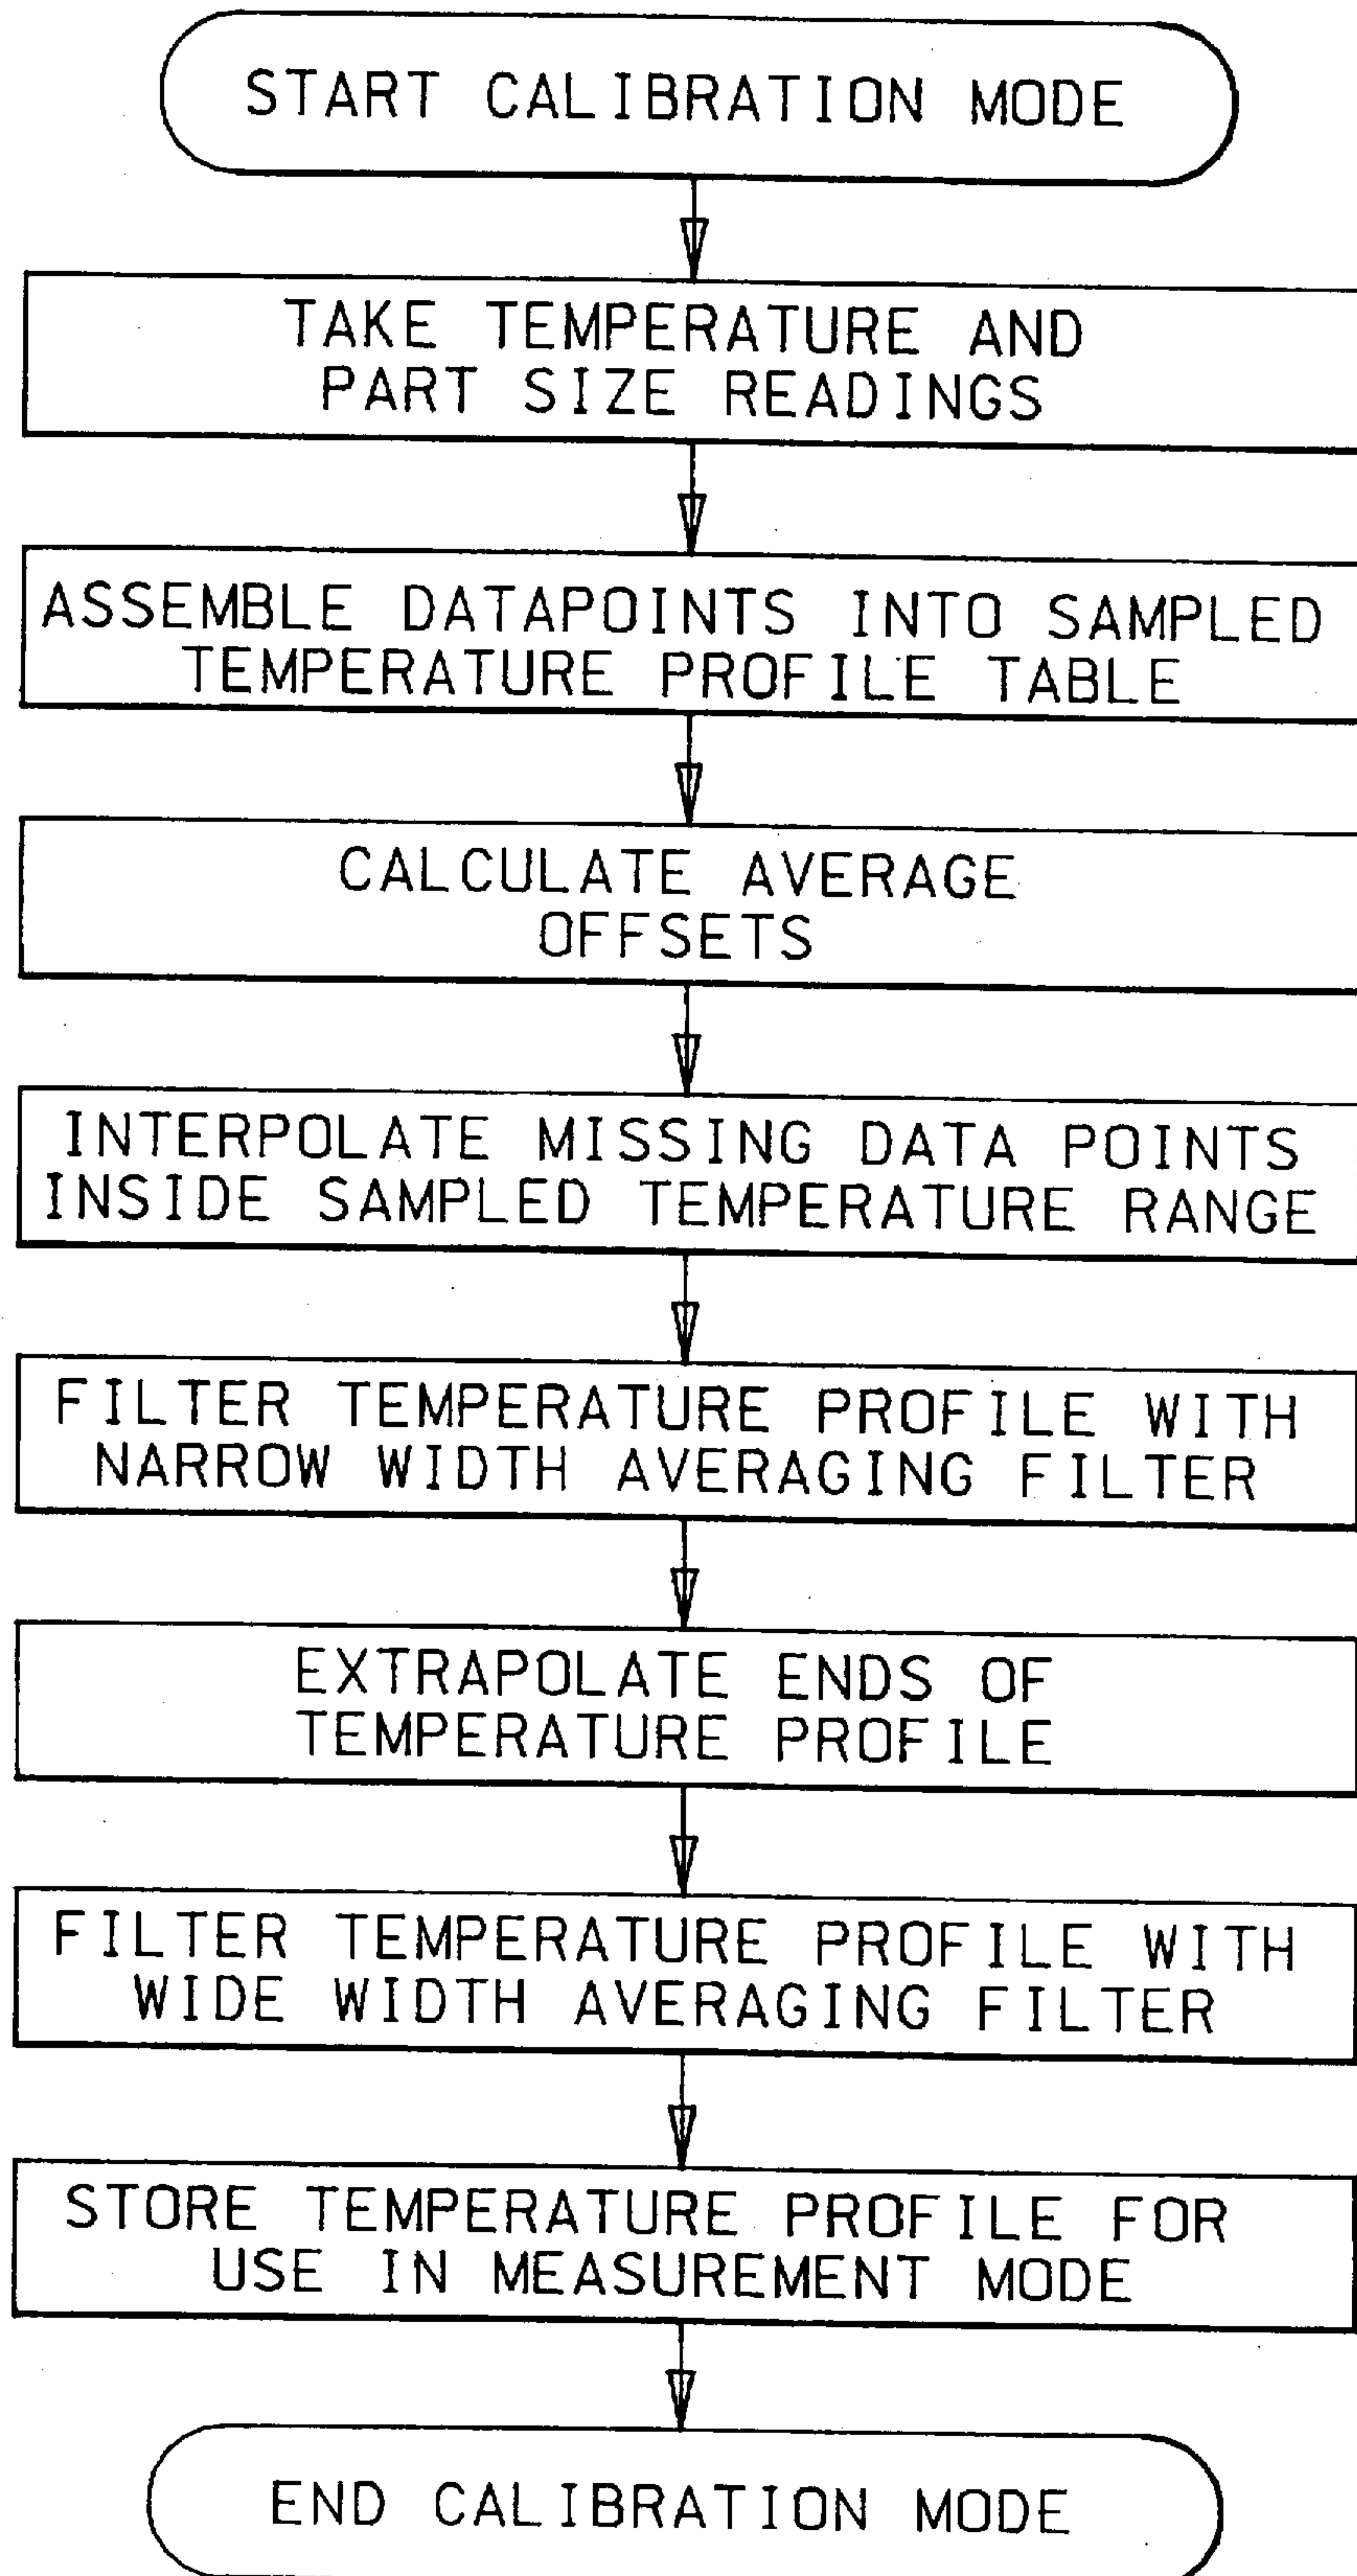 START CALIBRATION MODE
TAKE TEMPERATURE AND
PART SIZE READINGS
ASSEMBLE DATAPOINTS INTO SAMPLED
TEMPERATURE PROFILE TABLE
CALCULATE AVERAGE
OFFSETS
INTERPOLATE MISSING DATA POINTS
INSIDE SAMPLED TEMPERATURE RANGE
FILTER TEMPERATURE PROFILE WITH
NARROW WIDTH AVERAGING FILTER
EXTRAPOLATE ENDS OF
TEMPERATURE PROFILE
FILTER TEMPERATURE PROFILE WITH
WIDE WIDTH AVERAGING FILTER
STORE TEMPERATURE PROFILE FOR
USE IN MEASUREMENT MODE
END CALIBRATION MODE